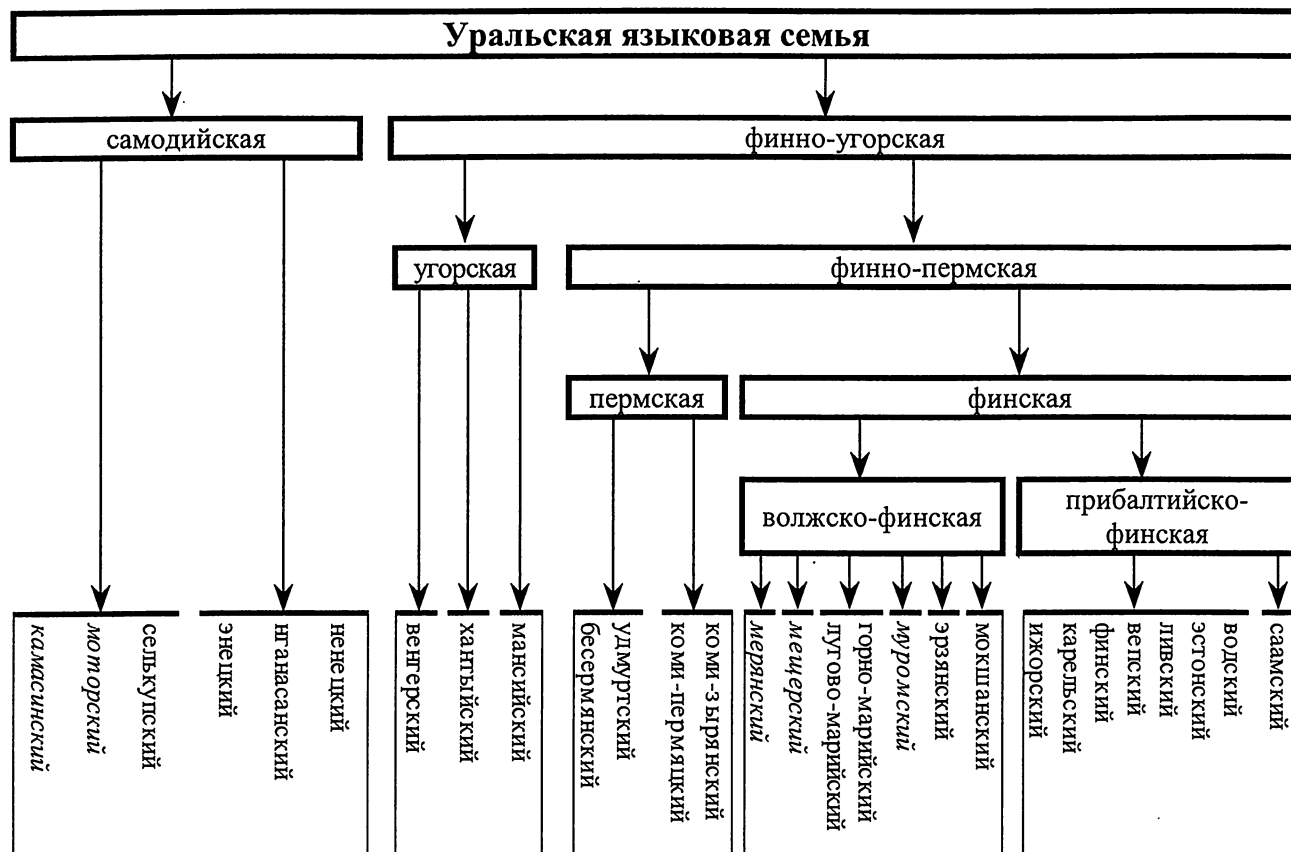 Уральская языковая семья
самодийская
финно-угорская
угорская
финно-пермская
пермская
финская
волжско-финская
прибалтийско-
финская
камасинский
моторский
селькупский
энецкий
нганасанский
ненецкий
венгерский
хантыйский
мансийский
бесермянский
удмуртский
коми-пермяцкий
коми-зырянский
мерянский
мещерский
лугово-марийский
горно-марийский
муромский
эрзянский
мокшанский
ижорский
карельский
финский
вепский
ливский
эстонский
водский
саамский